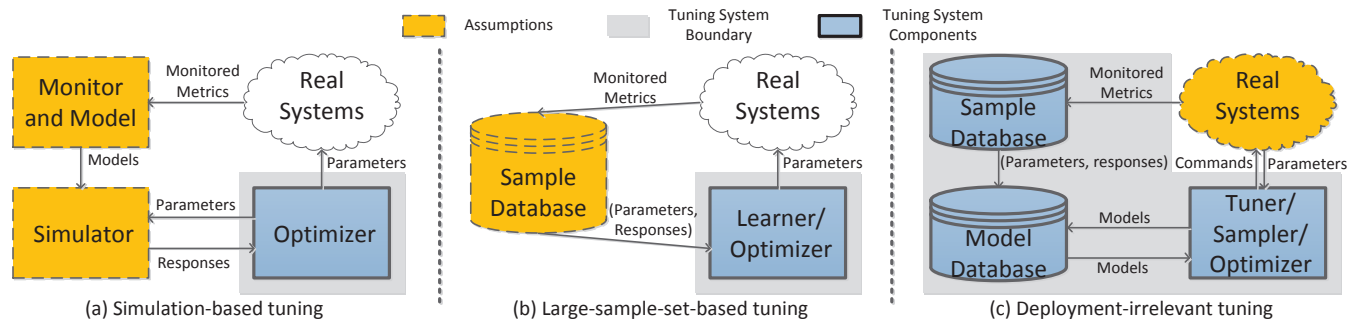 Assumptions
Tuning System
Boundary
Tuning System
Components
Monitor
and Model
Monitored
Metrics
Real
Systems
Models
Parameters
Simulator
Parameters
Responses
Optimizer
(a) Simulation-based tuning
Monitored
Metrics
Real
Systems
Sample
Database
Parameters
(Parameters,
Responses)
Learner/
Optimizer
(b) Large-sample-set-based tuning
Sample
Database
Monitored
Metrics
Real
Systems
(Parameters, responses)
Commands
Parameters
Model
Database
Models
Models
Tuner/
Sampler/
Optimizer
(c) Deployment-irrelevant tuning